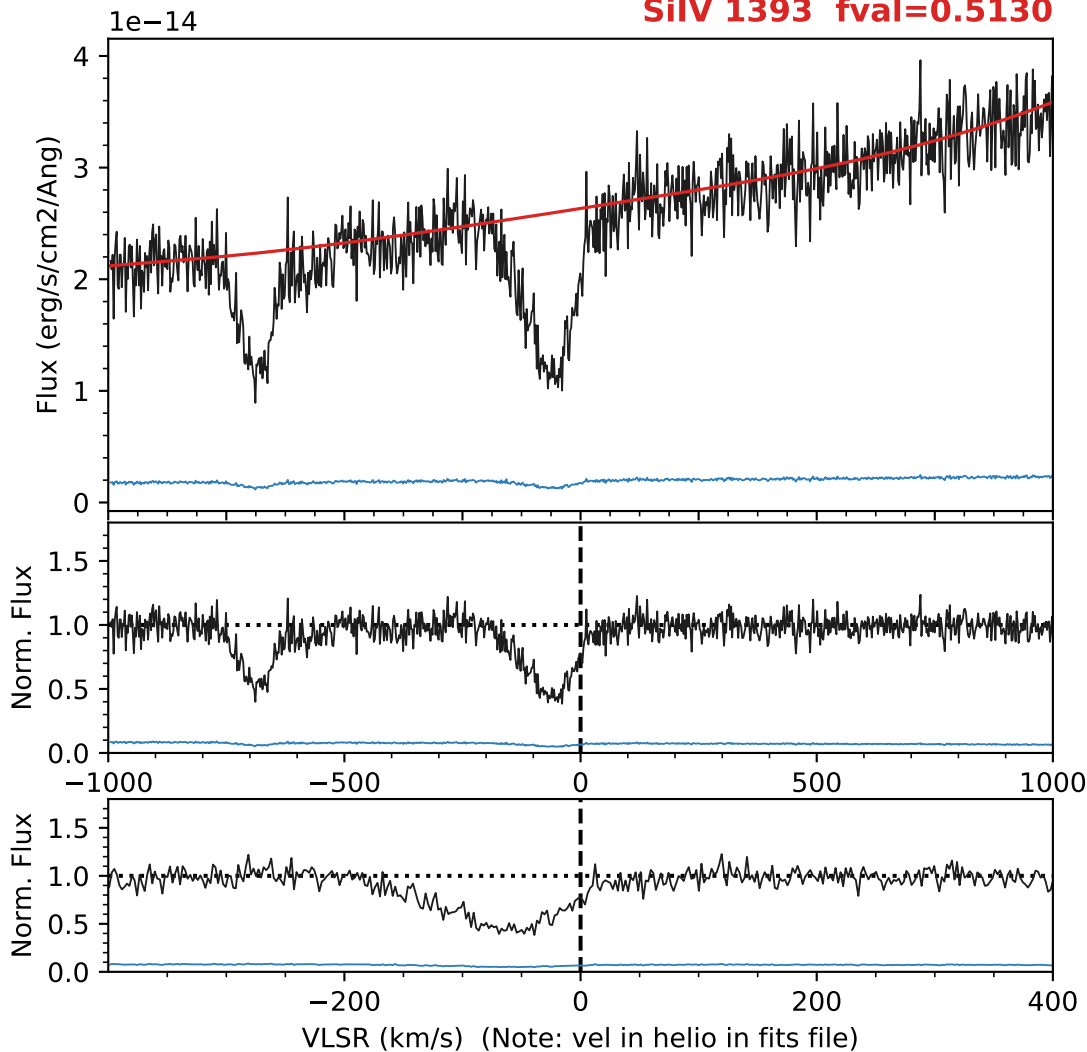 SiIV 1393 fval=0.5130
1e−14
4
3
2
1
0
Flux (erg/s/cm2/Ang)
1.5
1.0
0.5
0.0
Norm. Flux
−1000 −500 0 500 1000
1.5
1.0
0.5
0.0
Norm. Flux
−200 0 200 400
VLSR (km/s) (Note: vel in helio in fits file)